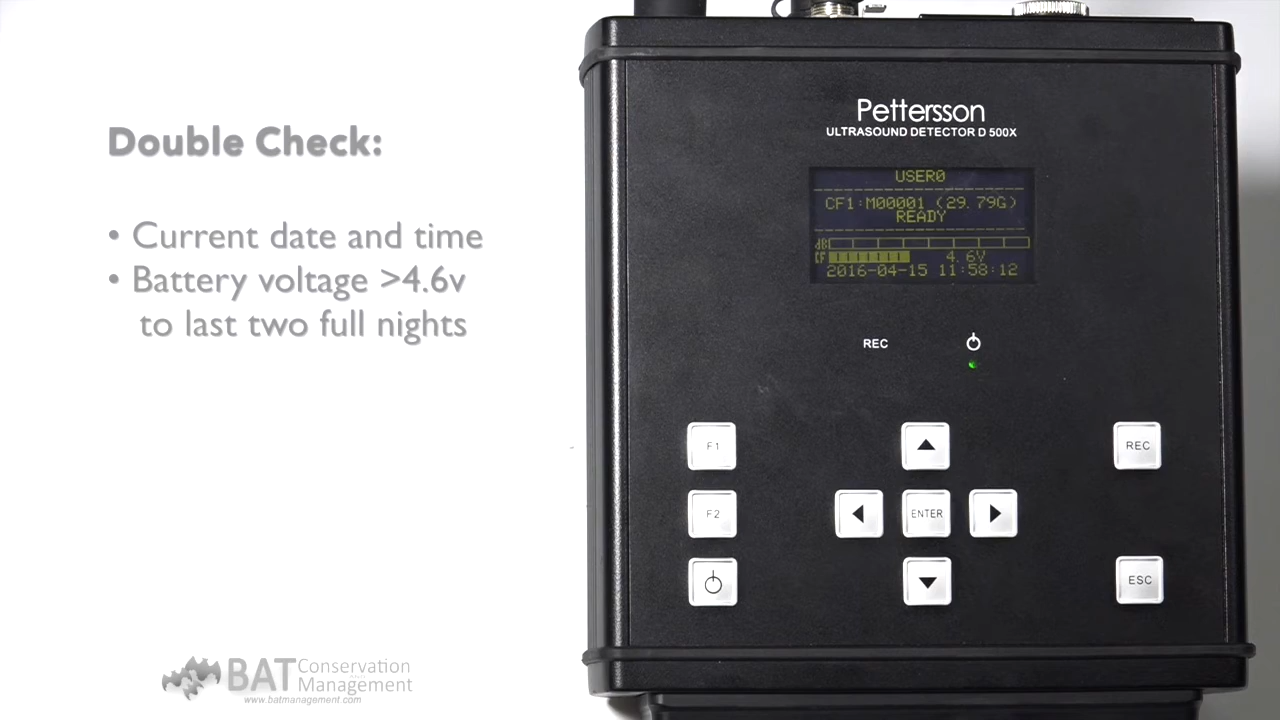 Double Check:
• Current date and time
• Battery voltage >4.6v
to last two full nights
BAT Conservation
Management
www.batmanagement.com
Pettersson
ULTRASOUND DETECTOR D 500X
USER0
CF1:M00001 (29.79G)
READY
dB
CF 4.6V
2016-04-15 11:58:12
REC
F1
REC
F2
ENTER
ESC